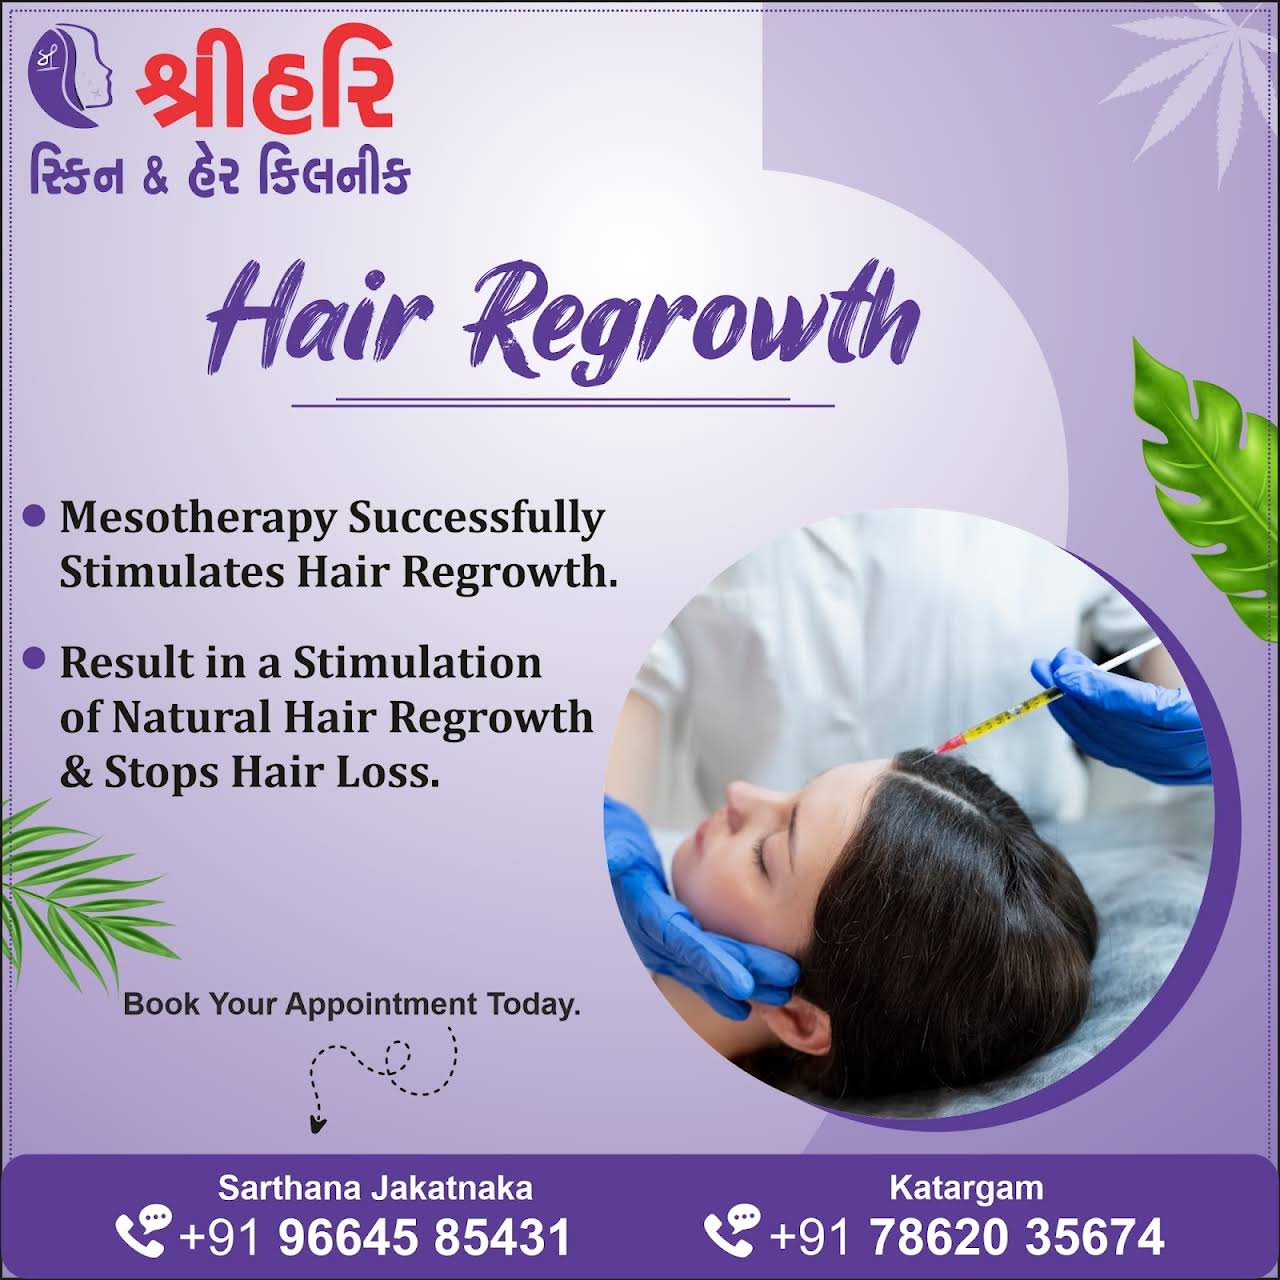 શ્રીહરિ
સ્કિન & હેર કિલનીક
Hair Regrowth
Mesotherapy Successfully
Stimulates Hair Regrowth.
Result in a Stimulation
of Natural Hair Regrowth
& Stops Hair Loss.
Book Your Appointment Today.
Sarthana Jakatnaka
+91 96645 85431
Katargam
+91 78620 35674